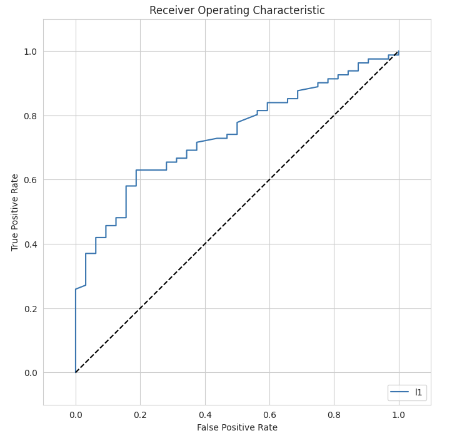 Receiver Operating Characteristic
True Positive Rate
1.0
0.8
0.6
0.4
0.2
0.0
l1
0.0 0.2 0.4 0.6 0.8 1.0
False Positive Rate